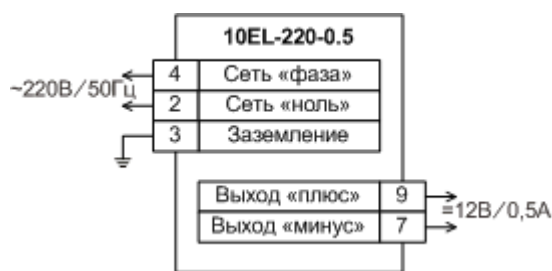 10EL-220-0.5
4 Сеть «фаза»
~220В/50Гц
2 Сеть «ноль»
3 Заземление
Выход «плюс» 9
=12В/0,5А
Выход «минус» 7